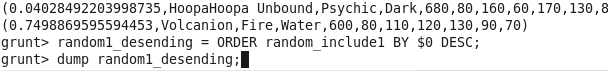 (0.04028492203998735,HoopaHoopa Unbound,Psychic,Dark,680,80,160,60,170,130,8
(0.7498869595594453,Volcanion,Fire,Water,600,80,110,120,130,90,70)
grunt> random1_desending = ORDER random_include1 BY $0 DESC;
grunt> dump random1_desending;